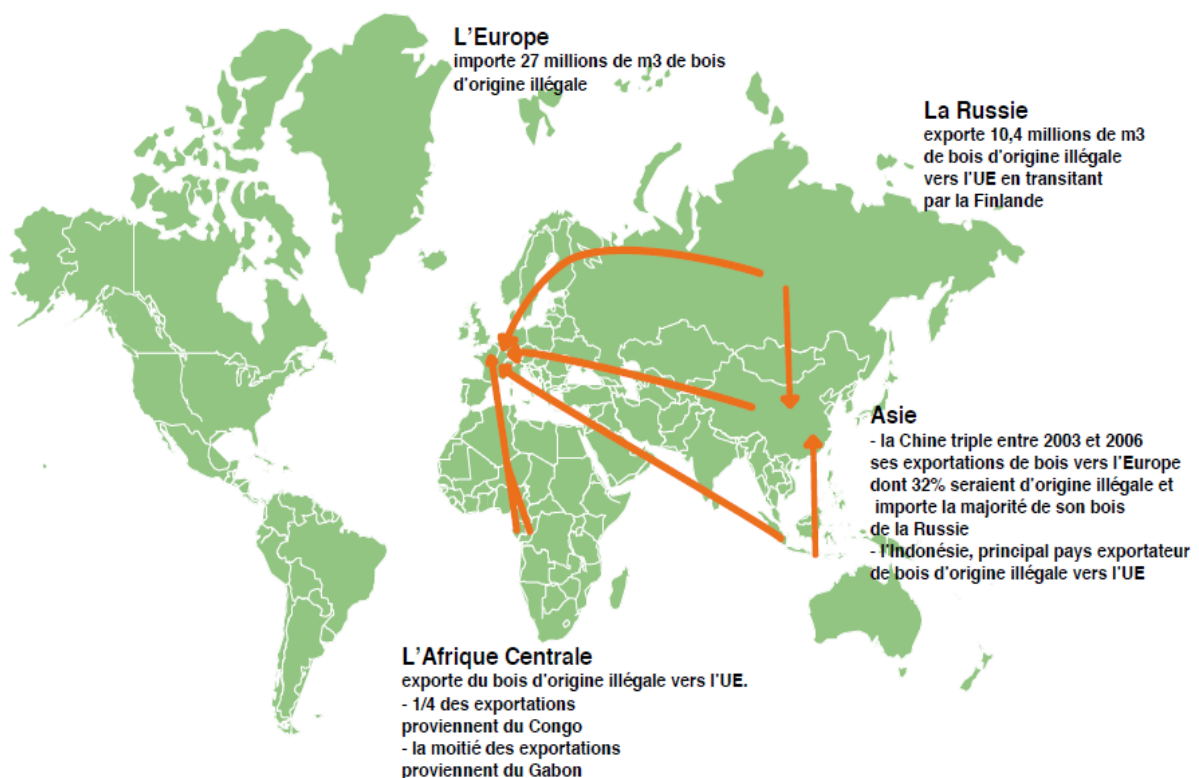 L'Europe
importe 27 millions de m3 de bois
d'origine illégale
La Russie
exporte 10,4 millions de m3
de bois d'origine illégale
vers l'UE en transitant
par la Finlande
Asie
- la Chine triple entre 2003 et 2006
ses exportations de bois vers l'Europe
dont 32% seraient d'origine illégale et
importe la majorité de son bois
de la Russie
- l'Indonésie, principal pays exportateur
de bois d'origine illégale vers l'UE
L'Afrique Centrale
exporte du bois d'origine illégale vers l'UE.
- 1/4 des exportations
proviennent du Congo
- la moitié des exportations
proviennent du Gabon